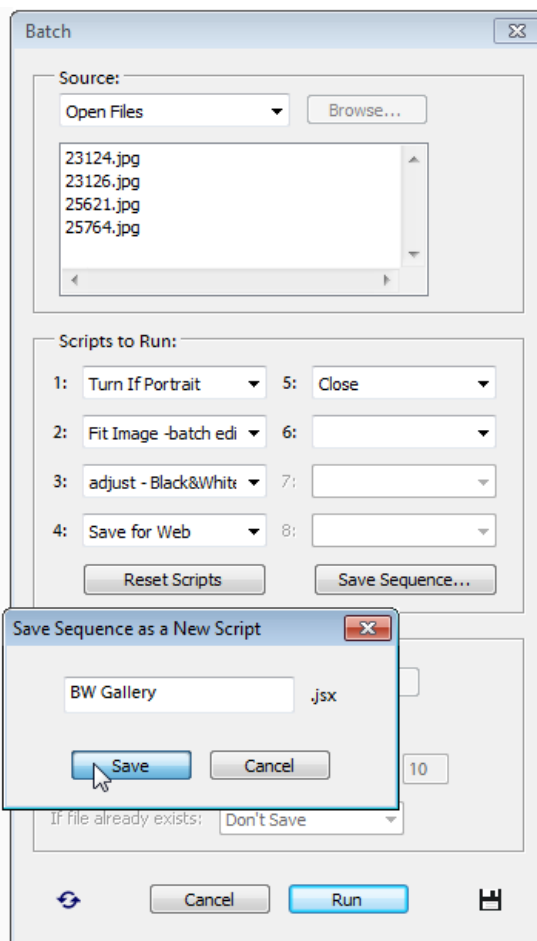 Batch
Source:
Open Files
Browse...
23124.jpg
23126.jpg
25621.jpg
25764.jpg
Scripts to Run:
1: Turn If Portrait 5: Close
2: Fit Image -batch edi 6:
3: adjust - Black&White 7:
4: Save for Web 8:
Reset Scripts Save Sequence...
Save Sequence as a New Script
BW Gallery .jsx
Save Cancel
10
If file already exists: Don't Save
Cancel Run